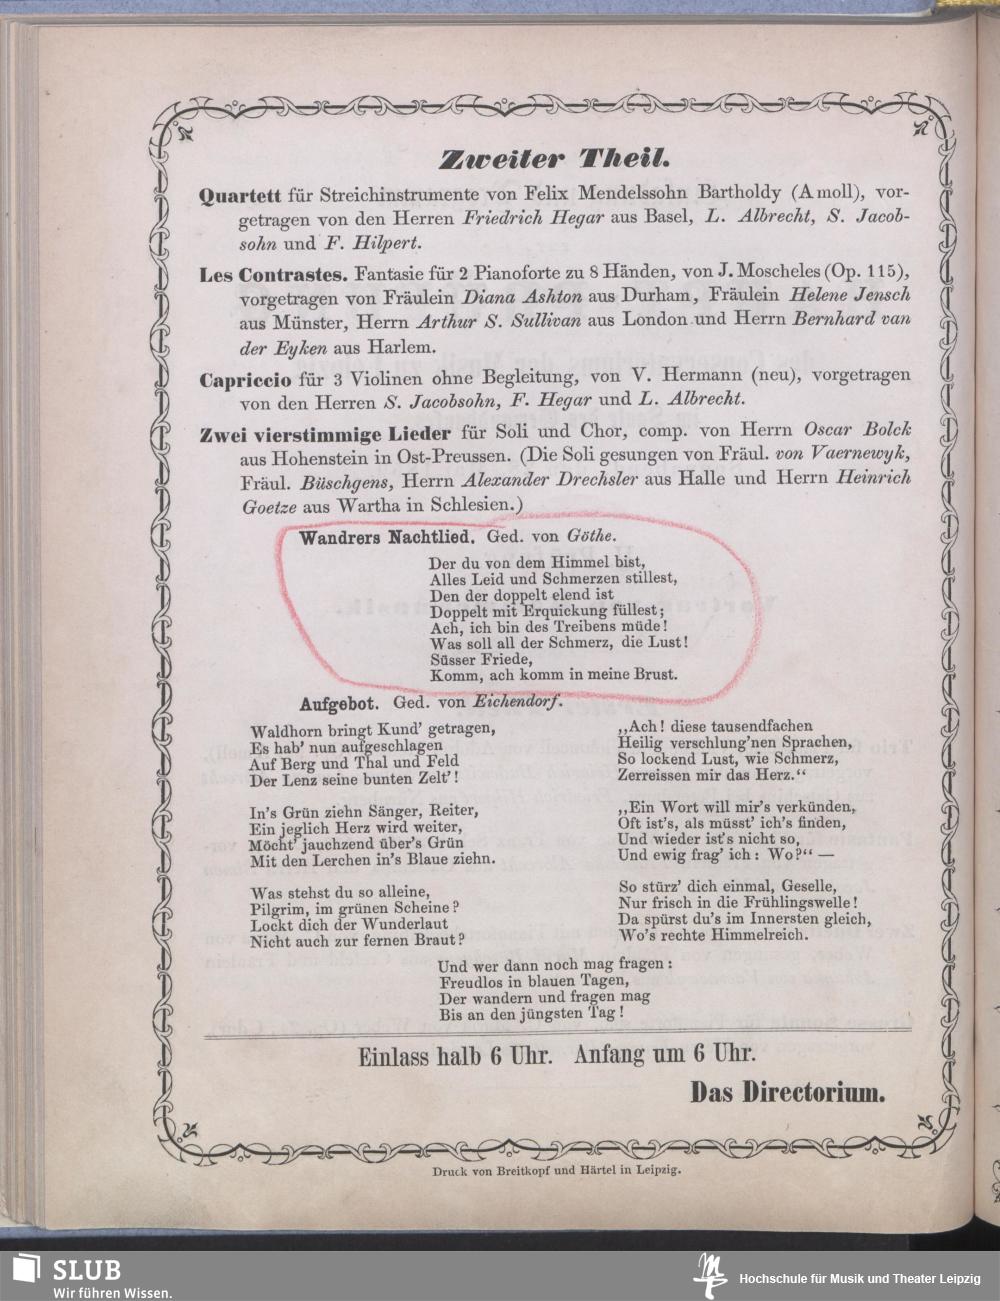 Zweiter Theil.
Quartett für Streichinstrumente von Felix Mendelssohn Bartholdy (A moll), vor-
getragen von den Herren Friedrich Hegar aus Basel, L. Albrecht, S. Jacob-
sohn und F. Hilpert.
Les Contrastes. Fantasie für 2 Pianoforte zu 8 Händen, von J. Moscheles (Op. 115),
vorgetragen von Fräulein Diana Ashton aus Durham, Fräulein Helene Jensch
aus Münster, Herrn Arthur S. Sullivan aus London und Herrn Bernhard van
der Eyken aus Harlem.
Capriccio für 3 Violinen ohne Begleitung, von V. Hermann (neu), vorgetragen
von den Herren S. Jacobsohn, F. Hegar und L. Albrecht.
Zwei vierstimmige Lieder für Soli und Chor, comp. von Herrn Oscar Bolck
aus Hohenstein in Ost-Preussen. (Die Soli gesungen von Fräul. von Vaernewyk,
Fräul. Büschgens, Herrn Alexander Drechsler aus Halle und Herrn Heinrich
Goetze aus Wartha in Schlesien.)
Wandrers Nachtlied. Ged. von Göthe.
Der du von dem Himmel bist,
Alles Leid und Schmerzen stillest,
Den der doppelt elend ist
Doppelt mit Erquickung füllest;
Ach, ich bin des Treibens müde!
Was soll all der Schmerz, die Lust!
Süsser Friede,
Komm, ach komm in meine Brust.
Aufgebot. Ged. von Eichendorf.
Waldhorn bringt Kund' getragen,
Es hab' nun aufgeschlagen
Auf Berg und Thal und Feld
Der Lenz seine bunten Zelt'!
In's Grün ziehn Sänger, Reiter,
Ein jeglich Herz wird weiter,
Möcht' jauchzend über's Grün
Mit den Lerchen in's Blaue ziehn.
Was stehst du so alleine,
Pilgrim, im grünen Scheine?
Lockt dich der Wunderlaut
Nicht auch zur fernen Braut?
„Ach! diese tausendfachen
Heilig verschlung'nen Sprachen,
So lockend Lust, wie Schmerz,
Zerreissen mir das Herz.“
„Ein Wort will mir's verkünden,
Oft ist's, als müsst' ich's finden,
Und wieder ist's nicht so,
Und ewig frag' ich: Wo?“ —
So stürz' dich einmal, Geselle,
Nur frisch in die Frühlingswelle!
Da spürst du's im Innersten gleich,
Wo's rechte Himmelreich.
Und wer dann noch mag fragen:
Freudlos in blauen Tagen,
Der wandern und fragen mag
Bis an den jüngsten Tag!
Einlass halb 6 Uhr. Anfang um 6 Uhr.
Das Directorium.
Druck von Breitkopf und Härtel in Leipzig.
SLUB
Wir führen Wissen.
Hochschule für Musik und Theater Leipzig